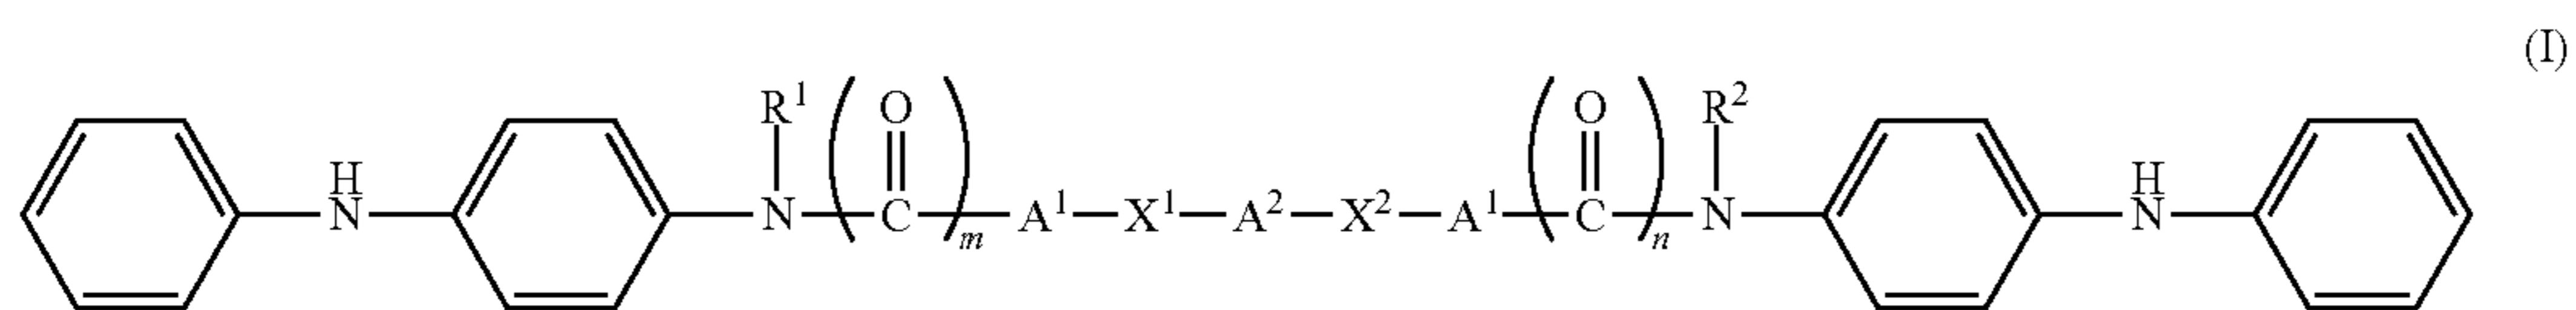 (I)
R¹ O O R²
H N N ( C )m A¹—X¹—A²—X²—A¹ ( C )n N H N